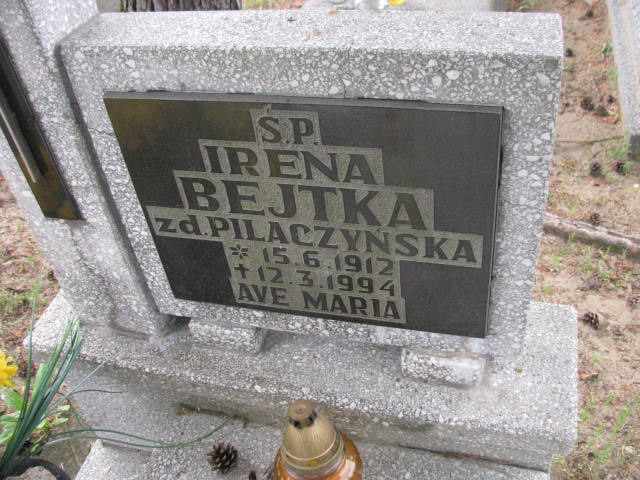 Ś.P.
IRENA
BEJTKA
zd. PILACZYŃSKA
* 15.6.1912
† 12.3.1994
AVE MARIA